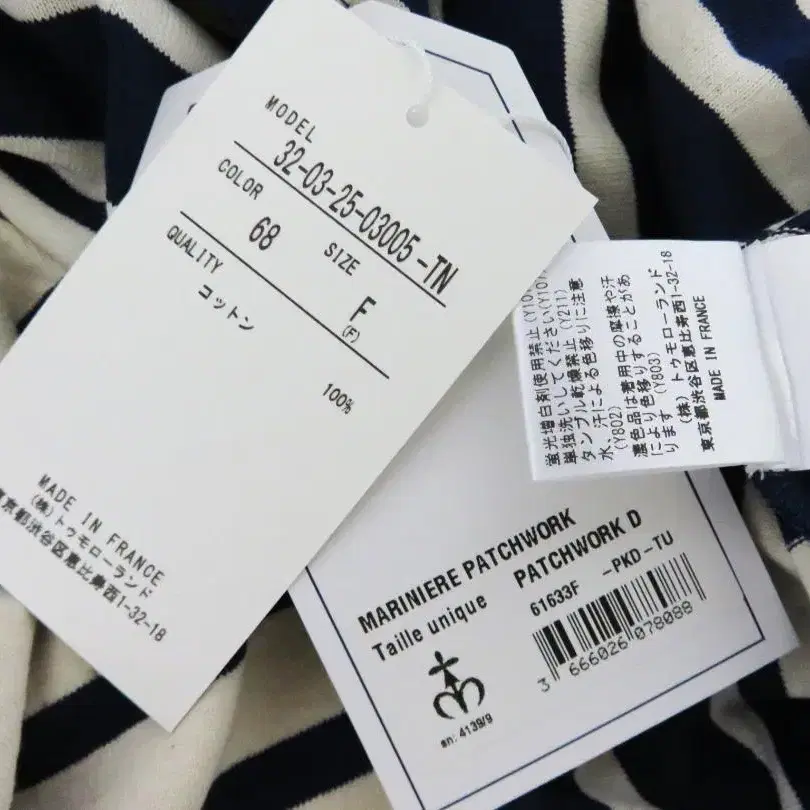 MODEL
32-03-25-03005-TN
COLOR
SIZE
68
F
(F)
QUALITY
コットン
100%
MADE IN FRANCE
(株)トゥモローランド
東京都渋谷区恵比寿西1-32-18
蛍光増白剤使用禁止(Y101
単独洗いしてください(Y107
タンブル乾燥禁止(Y211)
水、汗による色移りに注意
(Y802)
濃色品は着用中の摩擦や汗
により色移りすることがあ
ります (Y803)
(株) トゥモローランド
東京都渋谷区恵比寿西1-32-18
MADE IN FRANCE
MARINIERE PATCHWORK
Taille unique
PATCHWORK D
61633F -PKD-TU
3 666026 078088
an: 4139/9